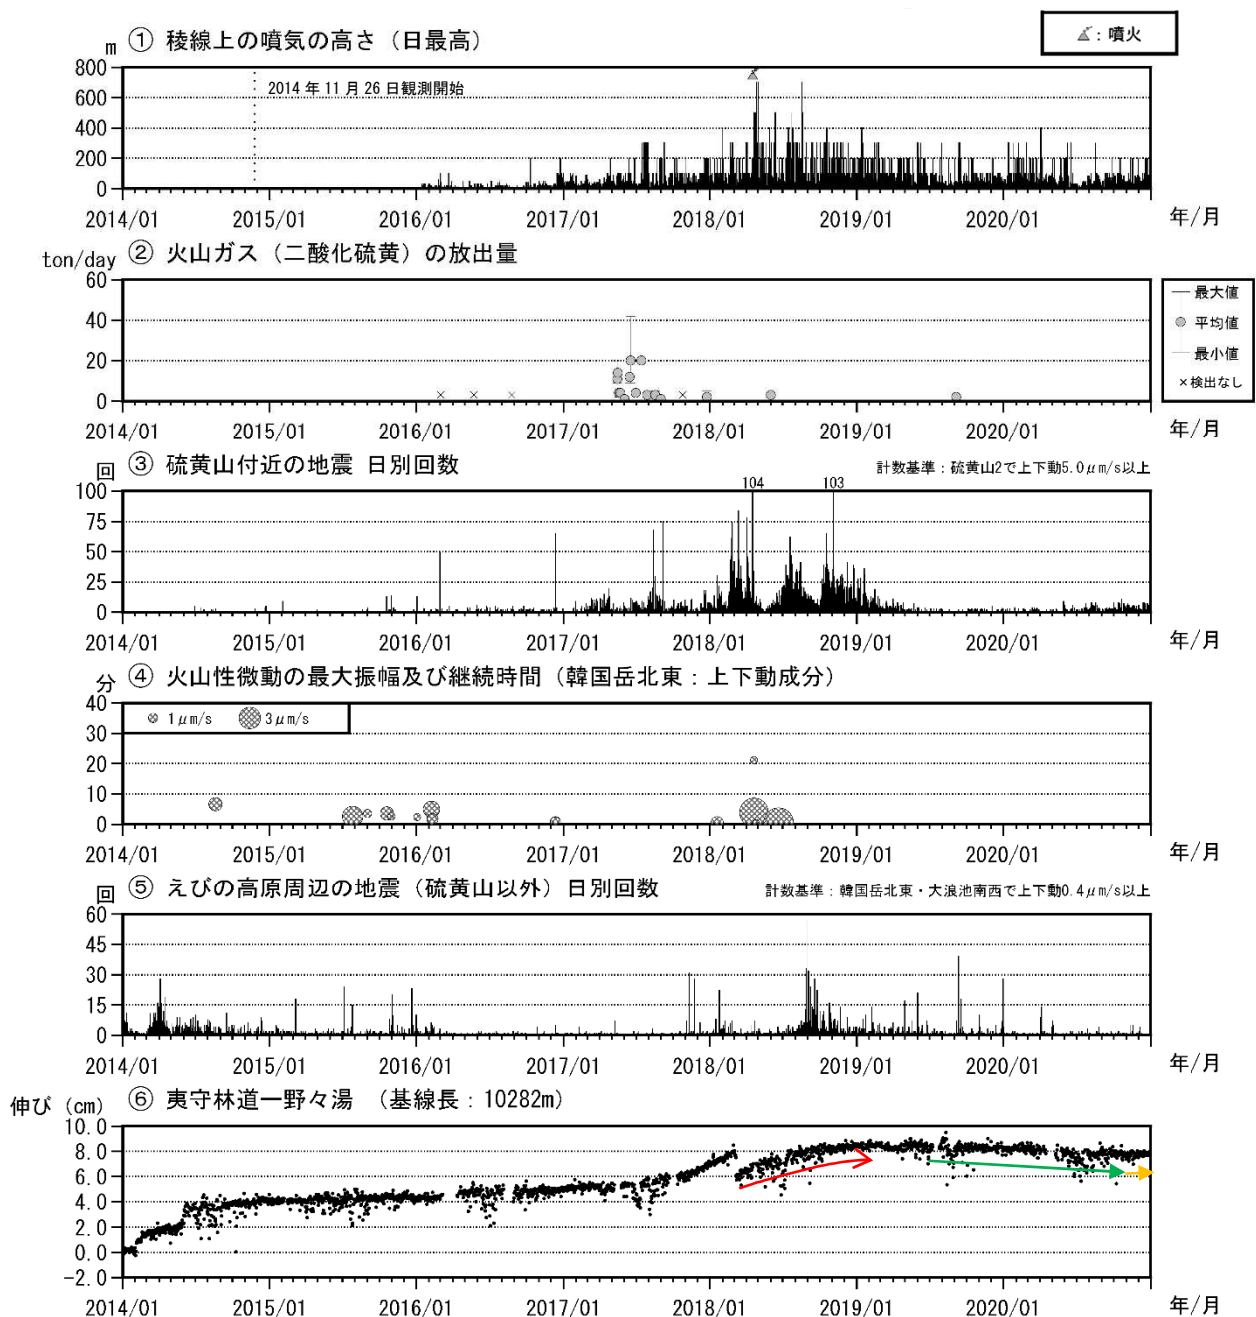 ① 稜線上の噴気の高さ（日最高）
：噴火
m
800
600
400
200
0
2014 年 11 月 26 日観測開始
2014/01 2015/01 2016/01 2017/01 2018/01 2019/01 2020/01 年/月
ton/day ② 火山ガス（二酸化硫黄）の放出量
60
40
20
0
最大値
平均値
最小値
×検出なし
2014/01 2015/01 2016/01 2017/01 2018/01 2019/01 2020/01 年/月
回 ③ 硫黄山付近の地震 日別回数
計数基準：硫黄山2で上下動5.0μm/s以上
104 103
100
75
50
25
0
2014/01 2015/01 2016/01 2017/01 2018/01 2019/01 2020/01 年/月
分 ④ 火山性微動の最大振幅及び継続時間（韓国岳北東：上下動成分）
40
30
20
10
0
1μm/s 3μm/s
2014/01 2015/01 2016/01 2017/01 2018/01 2019/01 2020/01 年/月
回 ⑤ えびの高原周辺の地震（硫黄山以外）日別回数
計数基準：韓国岳北東・大浪池南西で上下動0.4μm/s以上
60
45
30
15
0
2014/01 2015/01 2016/01 2017/01 2018/01 2019/01 2020/01 年/月
伸び (cm) ⑥ 夷守林道ー野々湯 （基線長：10282m）
10.0
8.0
6.0
4.0
2.0
0.0
-2.0
2014/01 2015/01 2016/01 2017/01 2018/01 2019/01 2020/01 年/月